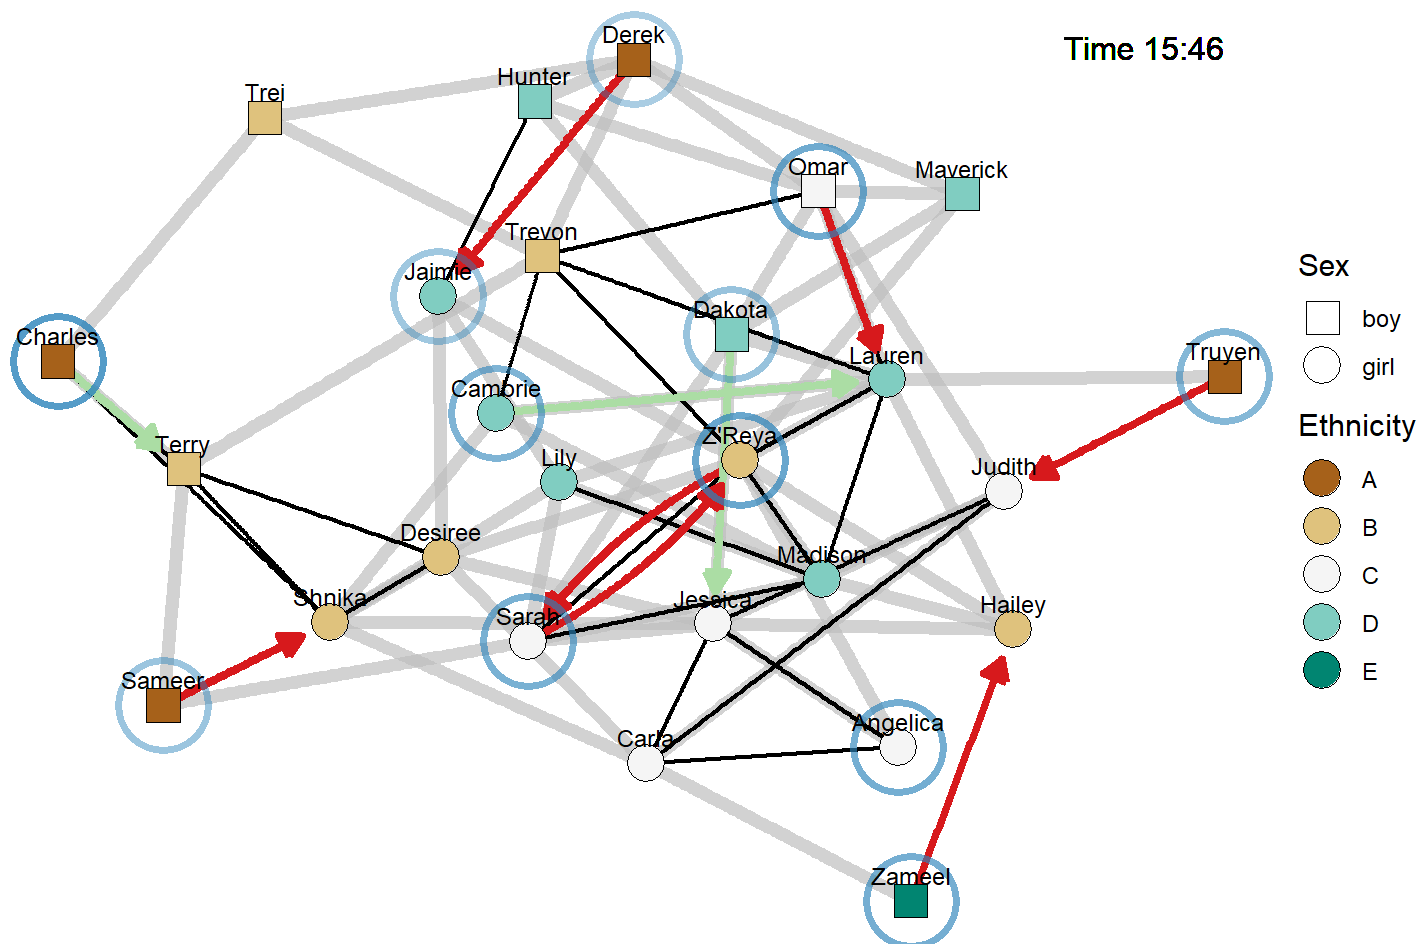 Derek
Time 15:46
Hunter
Trei
Omar
Maverick
Trevon
Jaimie
Dakota
Charles
Lauren
Truyen
Cambrie
Terry
Z'Reya
Lily
Judith
Desiree
Madison
Shnika
Jessica
Sarah
Hailey
Sameer
Carla
Angelica
Zameel
Sex
boy
girl
Ethnicity
A
B
C
D
E